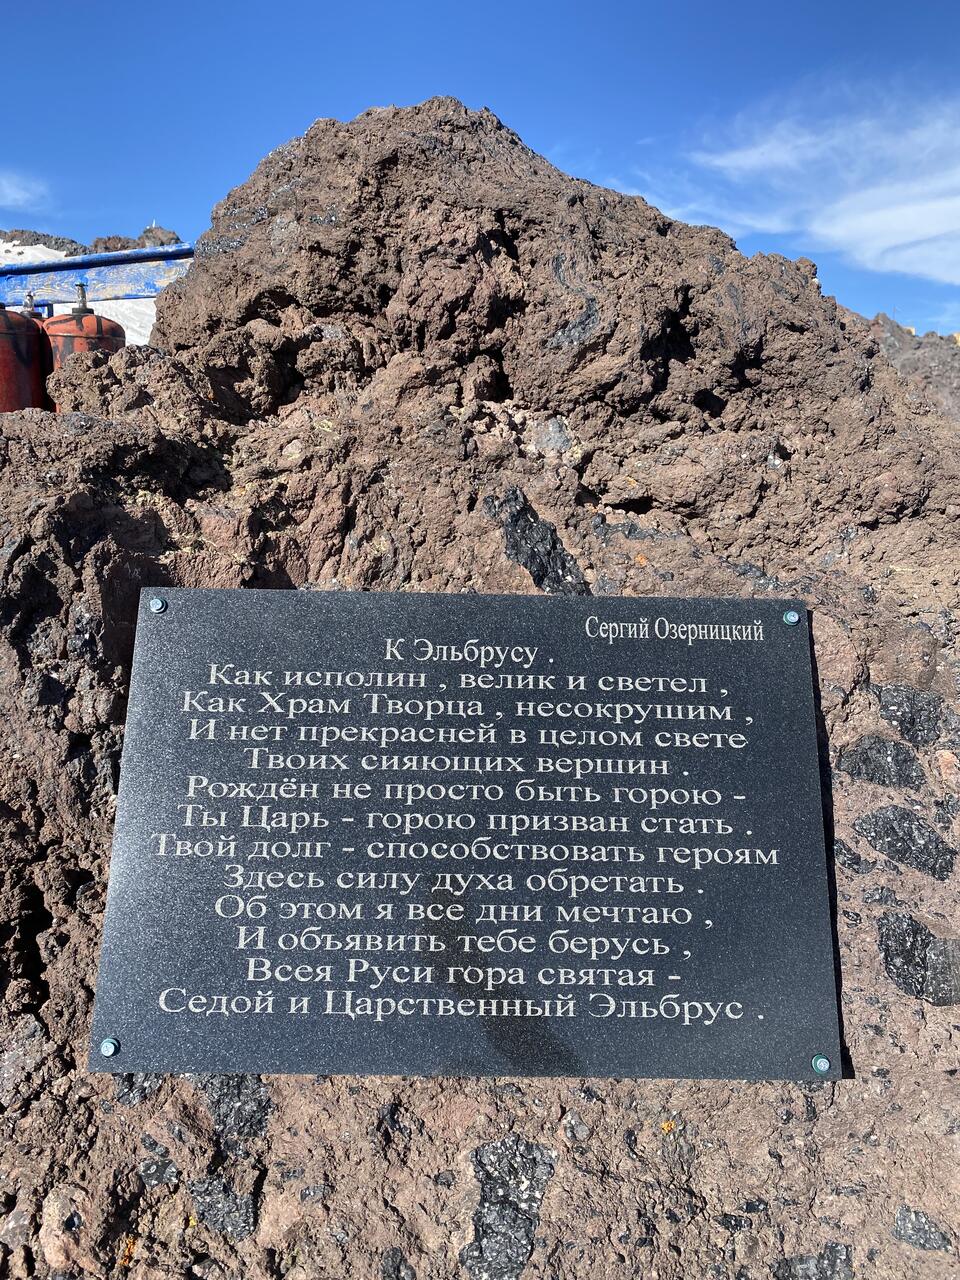 Сергий Озерницкий
К Эльбрусу .
Как исполин , велик и светел ,
Как Храм Творца , несокрушим ,
И нет прекрасней в целом свете
Твоих сияющих вершин .
Рождён не просто быть горою -
Ты Царь - горою призван стать .
Твой долг - способствовать героям
Здесь силу духа обретать .
Об этом я все дни мечтаю ,
И объявить тебе берусь ,
Всея Руси гора святая -
Седой и Царственный Эльбрус .